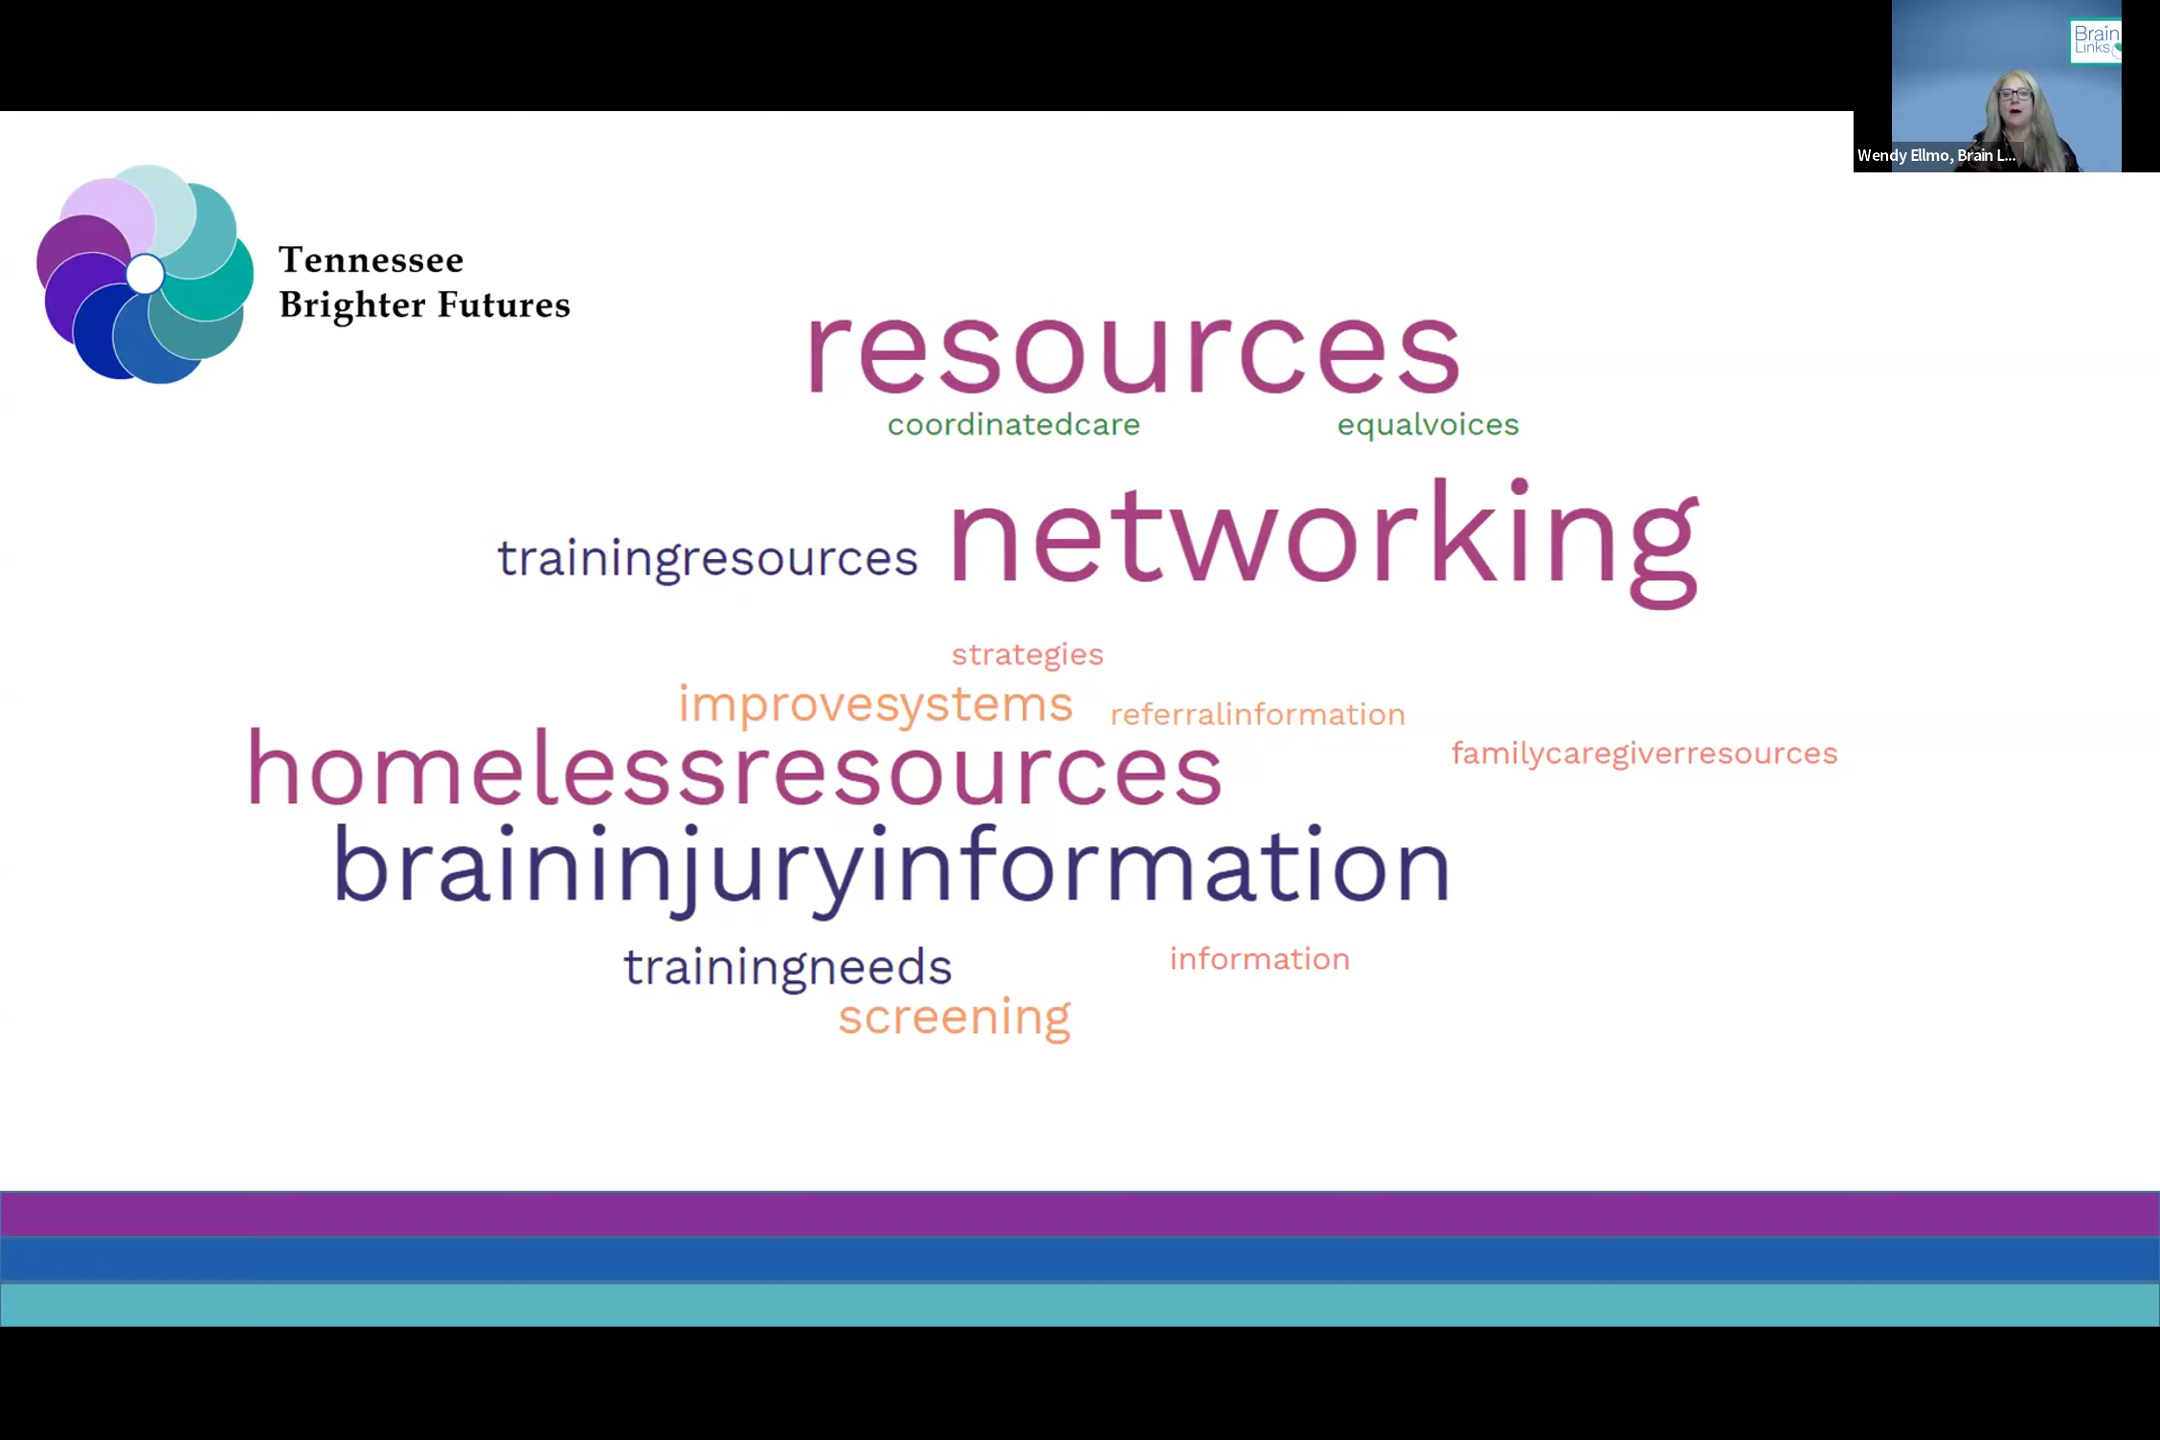 Brain
Links
Wendy Ellmo, Brain L...
Tennessee
Brighter Futures
resources
coordinatedcare equalvoices
trainingresources networking
strategies
improvesystems referralinformation
homelessresources familycaregiverresources
braininjuryinformation
trainingneeds information
screening